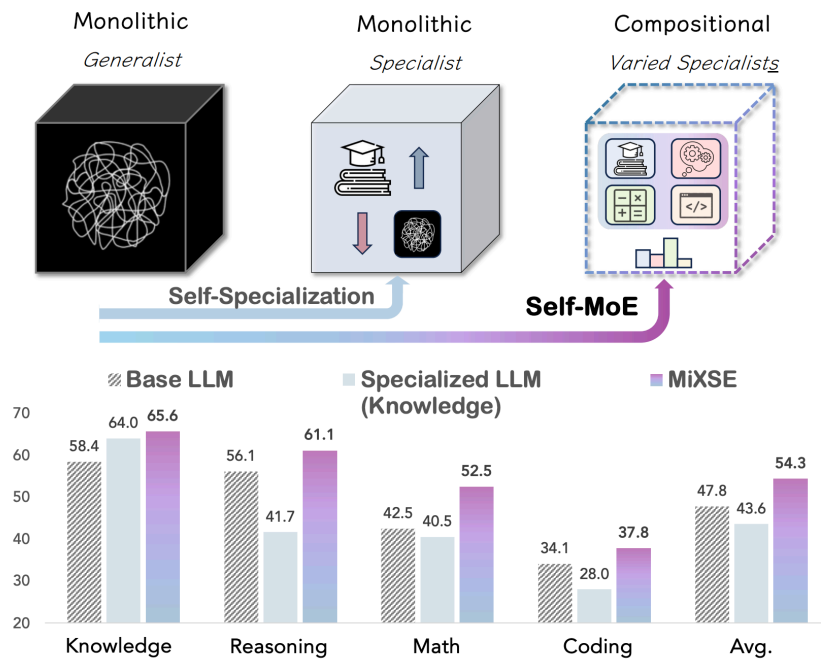 Monolithic
Monolithic
Compositional
Generalist
Specialist
Varied Specialists
</>
Self-Specialization
Self-MoE
Base LLM
Specialized LLM
(Knowledge)
MiXSE
70
60
50
40
30
20
58.4
64.0
65.6
56.1
41.7
61.1
42.5
40.5
52.5
34.1
28.0
37.8
47.8
43.6
54.3
Knowledge
Reasoning
Math
Coding
Avg.